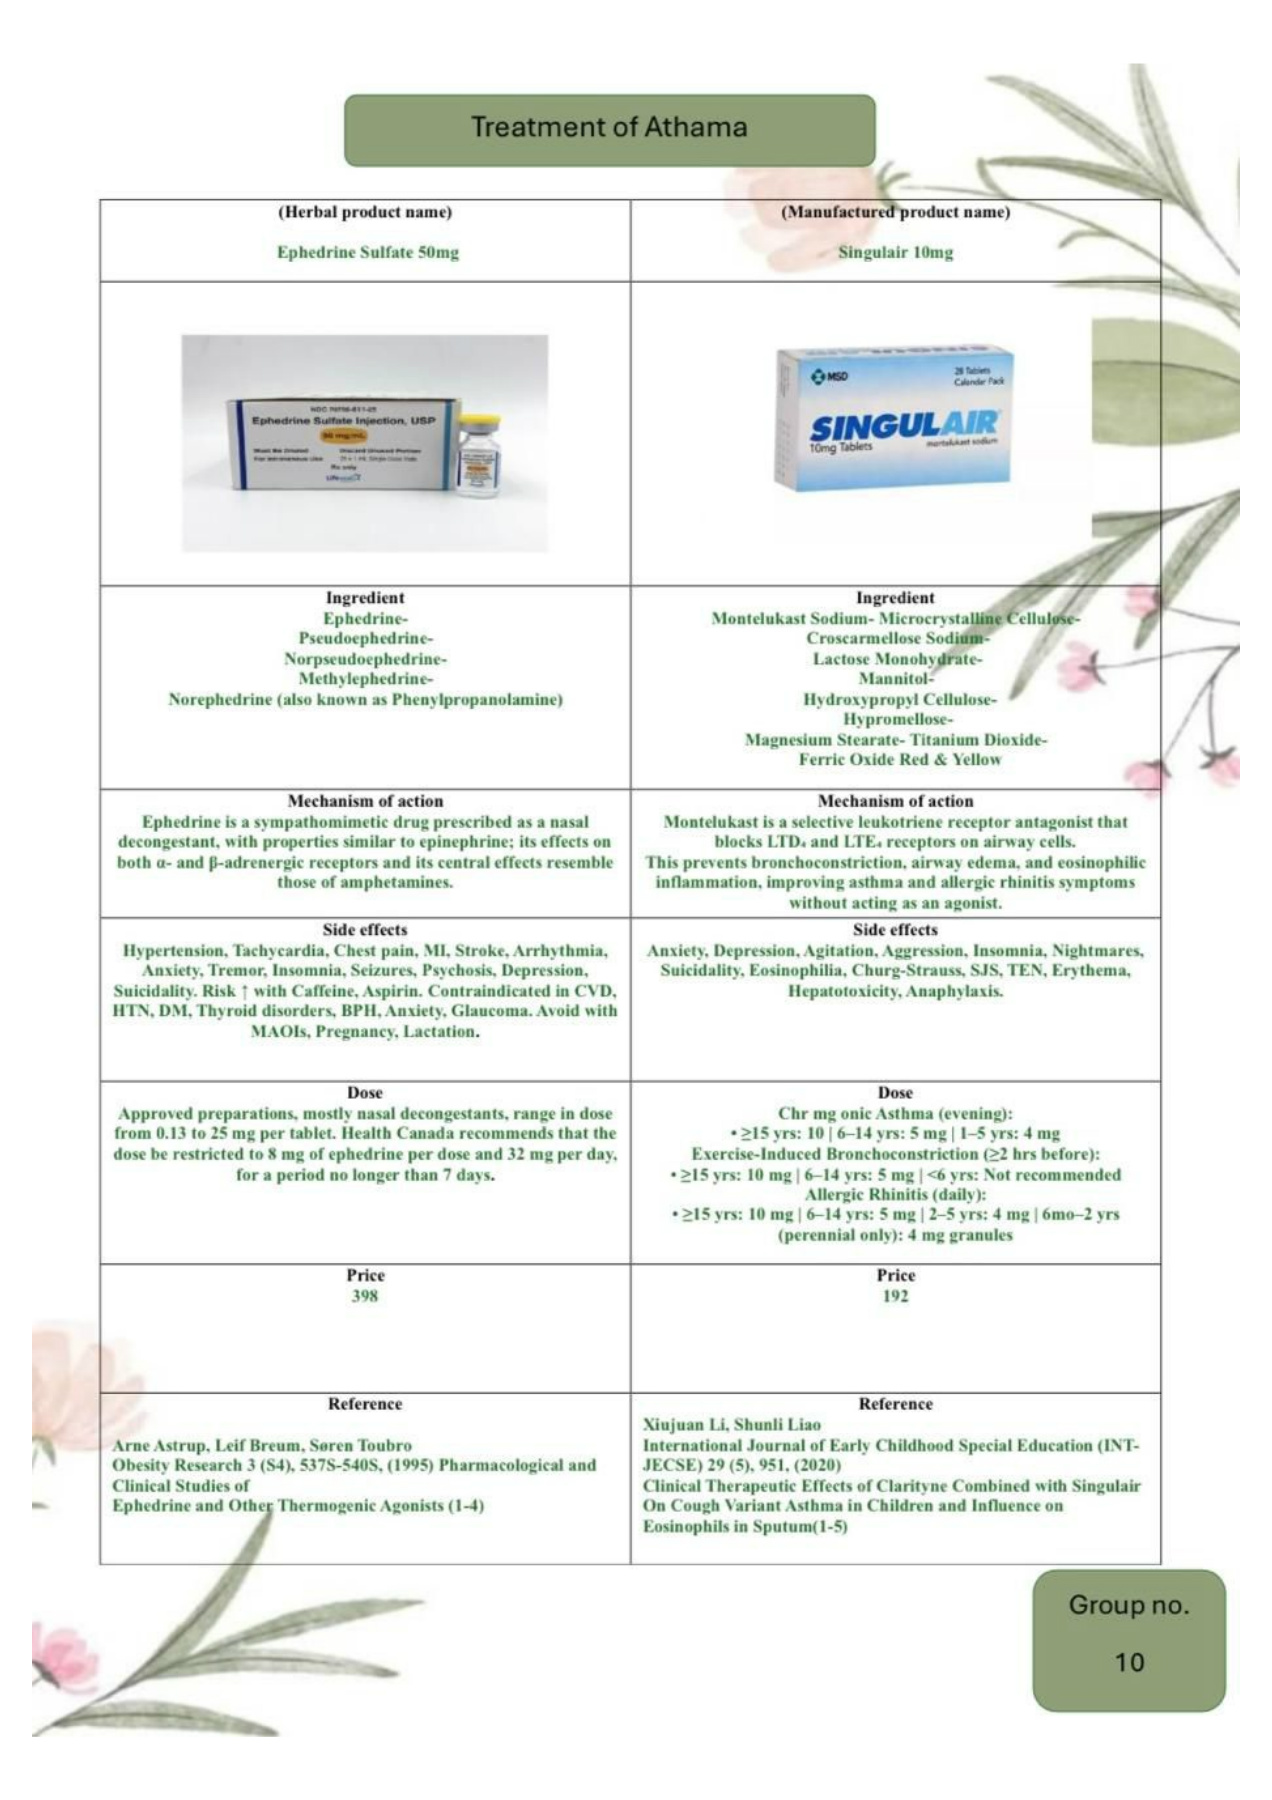 Treatment of Athama
(Herbal product name)
Ephedrine Sulfate 50mg
(Manufactured product name)
Singulair 10mg
Ephedrine Sulfate Injection, USP
50 mg/mL
Must Be Diluted
For Intravenous Use
Discard Unused Portion
Rx only
MSD
28 Tablets
Calendar Pack
SINGULAIR
10mg Tablets
montelukast sodium
Ingredient
Ephedrine-
Pseudoephedrine-
Norpseudoephedrine-
Methylephedrine-
Norephedrine (also known as Phenylpropanolamine)
Ingredient
Montelukast Sodium- Microcrystalline Cellulose-
Croscarmellose Sodium-
Lactose Monohydrate-
Mannitol-
Hydroxypropyl Cellulose-
Hypromellose-
Magnesium Stearate- Titanium Dioxide-
Ferric Oxide Red & Yellow
Mechanism of action
Ephedrine is a sympathomimetic drug prescribed as a nasal
decongestant, with properties similar to epinephrine; its effects on
both α- and β-adrenergic receptors and its central effects resemble
those of amphetamines.
Mechanism of action
Montelukast is a selective leukotriene receptor antagonist that
blocks LTD₄ and LTE₄ receptors on airway cells.
This prevents bronchoconstriction, airway edema, and eosinophilic
inflammation, improving asthma and allergic rhinitis symptoms
without acting as an agonist.
Side effects
Hypertension, Tachycardia, Chest pain, MI, Stroke, Arrhythmia,
Anxiety, Tremor, Insomnia, Seizures, Psychosis, Depression,
Suicidality. Risk ↑ with Caffeine, Aspirin. Contraindicated in CVD,
HTN, DM, Thyroid disorders, BPH, Anxiety, Glaucoma. Avoid with
MAOIs, Pregnancy, Lactation.
Side effects
Anxiety, Depression, Agitation, Aggression, Insomnia, Nightmares,
Suicidality, Eosinophilia, Churg-Strauss, SJS, TEN, Erythema,
Hepatotoxicity, Anaphylaxis.
Dose
Approved preparations, mostly nasal decongestants, range in dose
from 0.13 to 25 mg per tablet. Health Canada recommends that the
dose be restricted to 8 mg of ephedrine per dose and 32 mg per day,
for a period no longer than 7 days.
Dose
Chr mg onic Asthma (evening):
• ≥15 yrs: 10 | 6–14 yrs: 5 mg | 1–5 yrs: 4 mg
Exercise-Induced Bronchoconstriction (≥2 hrs before):
• ≥15 yrs: 10 mg | 6–14 yrs: 5 mg | <6 yrs: Not recommended
Allergic Rhinitis (daily):
• ≥15 yrs: 10 mg | 6–14 yrs: 5 mg | 2–5 yrs: 4 mg | 6mo–2 yrs
(perennial only): 4 mg granules
Price
398
Price
192
Reference
Arne Astrup, Leif Breum, Søren Toubro
Obesity Research 3 (S4), 537S-540S, (1995) Pharmacological and
Clinical Studies of
Ephedrine and Other Thermogenic Agonists (1-4)
Reference
Xiujuan Li, Shunli Liao
International Journal of Early Childhood Special Education (INT-
JECSE) 29 (5), 951, (2020)
Clinical Therapeutic Effects of Clarityne Combined with Singulair
On Cough Variant Asthma in Children and Influence on
Eosinophils in Sputum(1-5)
Group no.
10